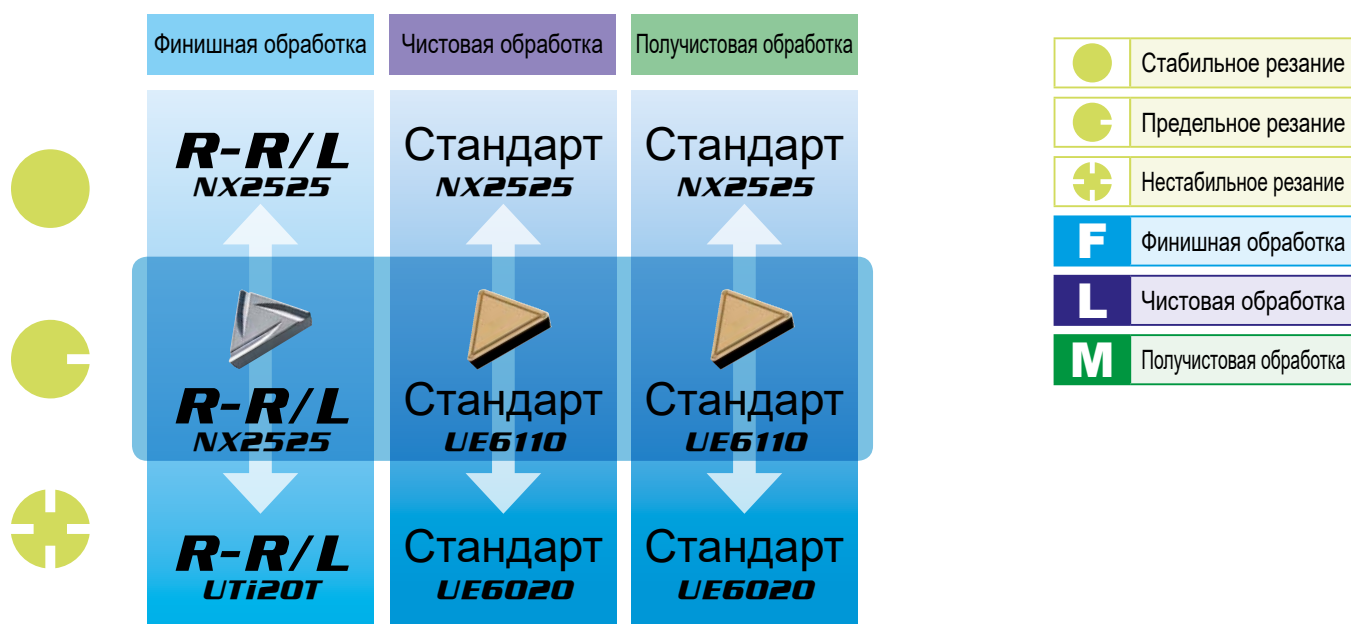 Финишная обработка
Чистовая обработка
Получистовая обработка
R-R/L
NX2525
Стандарт
NX2525
Стандарт
NX2525
R-R/L
NX2525
Стандарт
UE6110
Стандарт
UE6110
R-R/L
UTi20T
Стандарт
UE6020
Стандарт
UE6020
Стабильное резание
Предельное резание
Нестабильное резание
F Финишная обработка
L Чистовая обработка
M Получистовая обработка